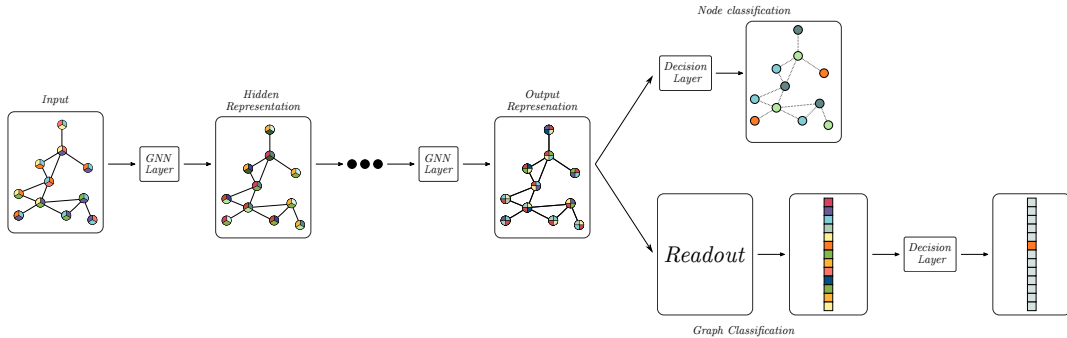 Input
GNN
Layer
Hidden
Representation
GNN
Layer
Output
Represenation
Node classification
Decision
Layer
Readout
Decision
Layer
Graph Classification